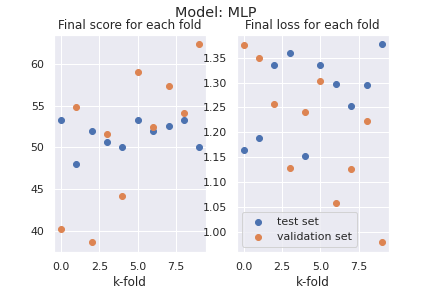 Model: MLP
Final score for each fold
60
55
50
45
40
0.0 2.5 5.0 7.5
k-fold
Final loss for each fold
1.35
1.30
1.25
1.20
1.15
1.10
1.05
1.00
test set
validation set
0.0 2.5 5.0 7.5
k-fold